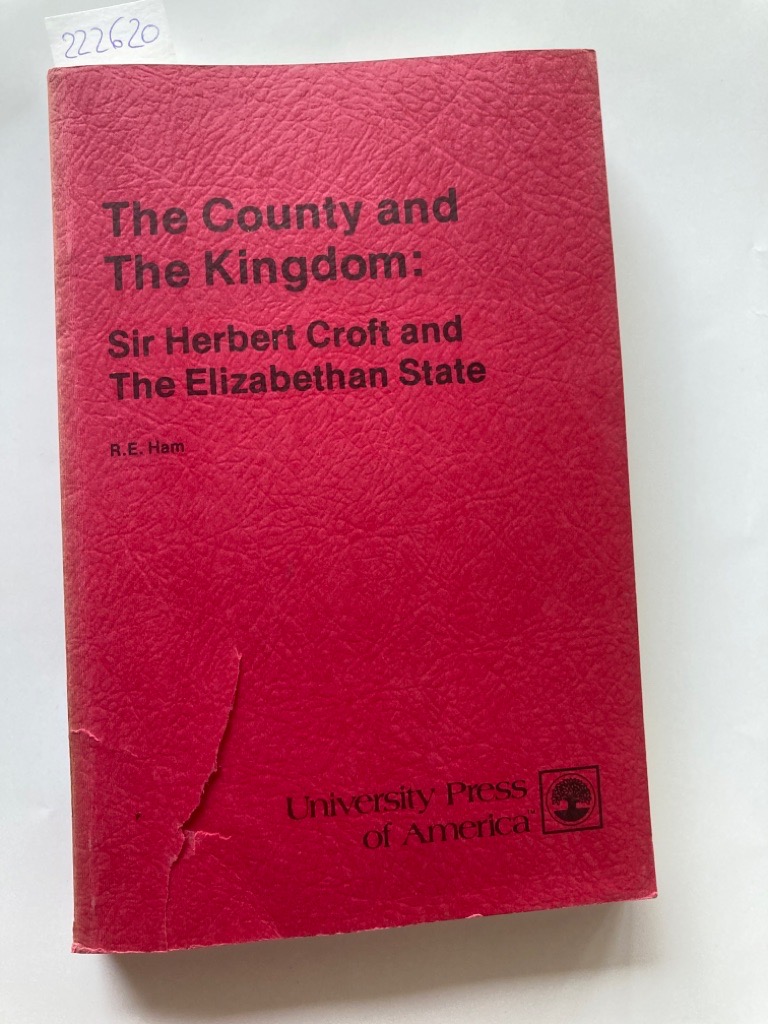 222620
The County and
The Kingdom:
Sir Herbert Croft and
The Elizabethan State
R.E. Ham
University Press
of America